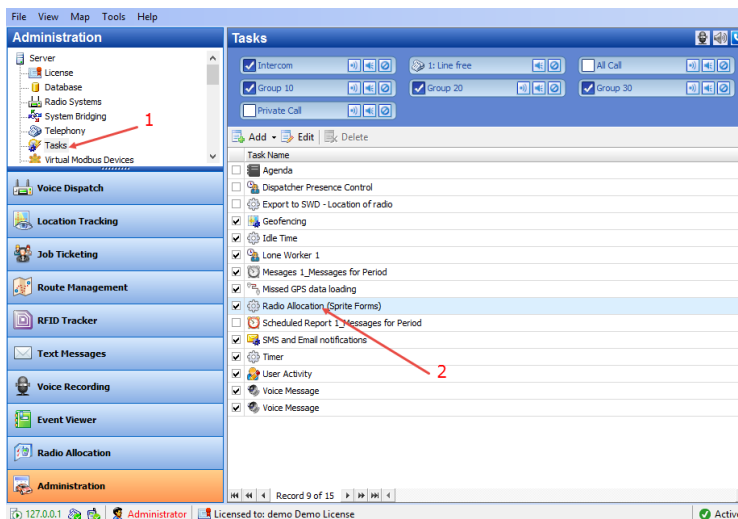 File View Map Tools Help
Administration
Server
License
Database
Radio Systems
System Bridging
Telephony
Tasks
Virtual Modbus Devices
1
Voice Dispatch
Location Tracking
Job Ticketing
Route Management
RFID Tracker
Text Messages
Voice Recording
Event Viewer
Radio Allocation
Administration
Tasks
Intercom
1: Line free
All Call
Group 10
Group 20
Group 30
Private Call
Add Edit Delete
Task Name
Agenda
Dispatcher Presence Control
Export to SWD - Location of radio
Geofencing
Idle Time
Lone Worker 1
Mesages 1_Messages for Period
Missed GPS data loading
Radio Allocation (Sprite Forms)
Scheduled Report 1_Messages for Period
SMS and Email notifications
Timer
User Activity
Voice Message
Voice Message
2
Record 9 of 15
127.0.0.1 Administrator Licensed to: demo Demo License Active